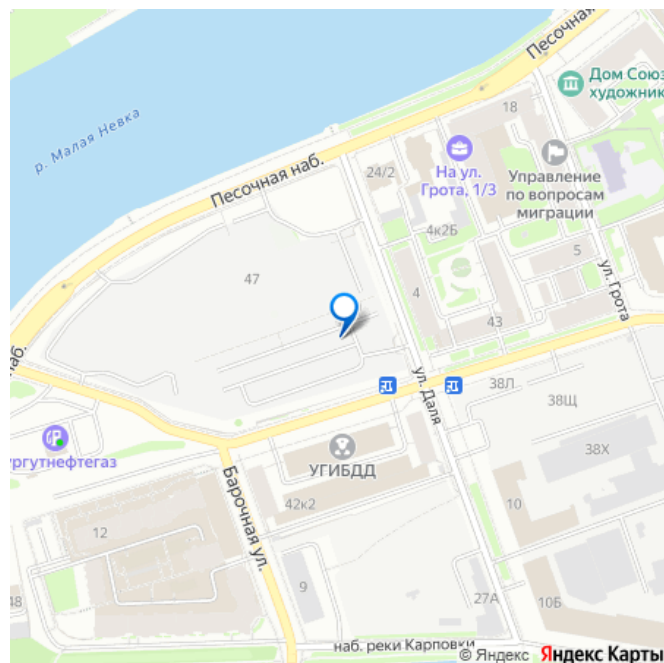 Песочная
Дом Союз
художник
18
р. Малая Невка
На ул.
Грота, 1/3
24/2
Песочная наб.
Управление
по вопросам
миграции
4к2Б
5
ул. Грота
47
4
43
наб.
ул. Даля
38Л
38Щ
ургутнефтегаз
УГИБДД
38Х
Барочная ул.
42к2
10
12
9
48
27А
10Б
наб. реки Карповки
© Яндекс Яндекс Карты